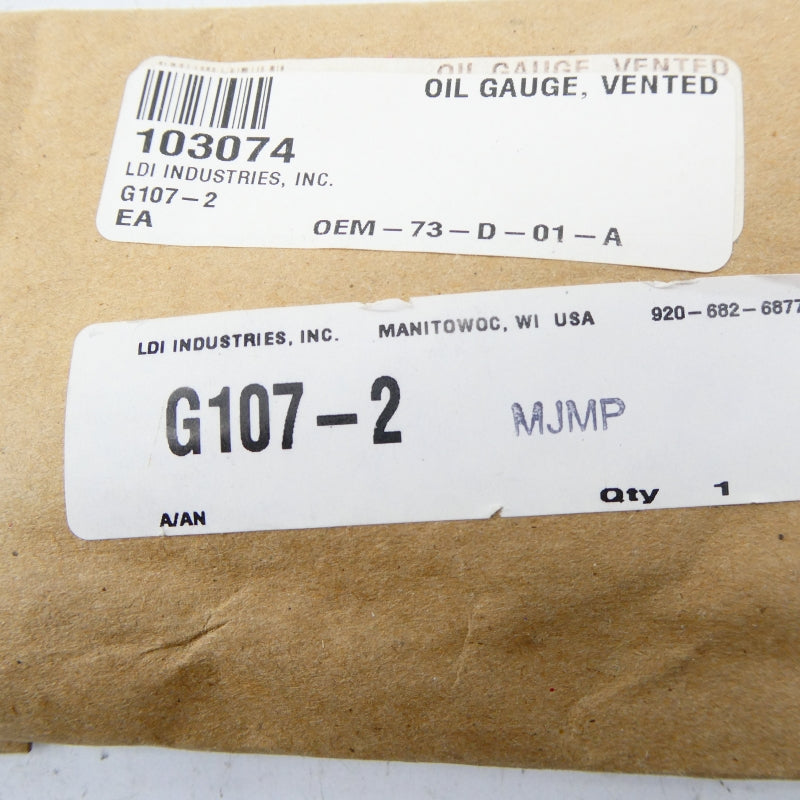 OIL GAUGE, VENTED
OIL GAUGE, VENTED
103074
LDI INDUSTRIES, INC.
G107-2
EA
OEM-73-D-01-A
LDI INDUSTRIES, INC. MANITOWOC, WI USA 920-682-6877
G107-2 MJMP
Qty 1
A/AN